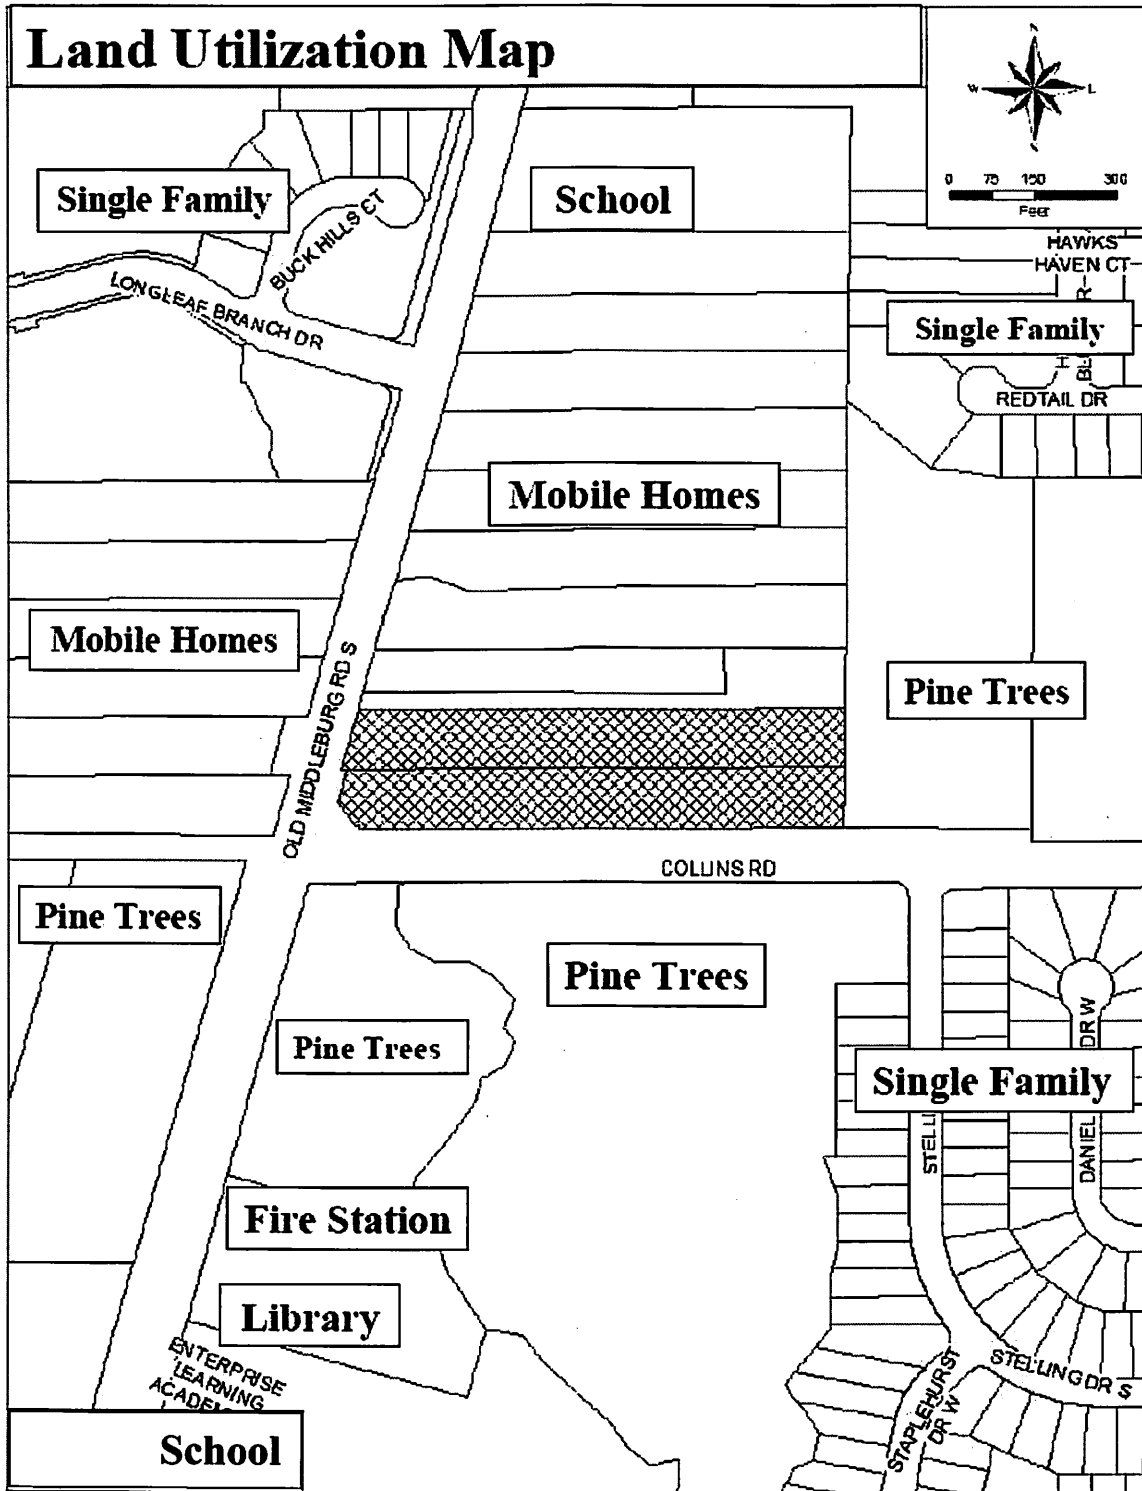 Land Utilization Map
N
W
L
S
0 75 150 300
Feet
Single Family
School
BUCK HILLS CT
LONGLEAF BRANCH DR
HAWKS
HAVEN CT
Single Family
REDTAIL DR
Mobile Homes
Mobile Homes
OLD MIDDLEBURG RD S
Pine Trees
COLLINS RD
Pine Trees
Pine Trees
Pine Trees
DANIEL
DR W
Single Family
Fire Station
Library
ENTERPRISE
LEARNING
School
STELLING DR S
STAPLEHURST
DR W